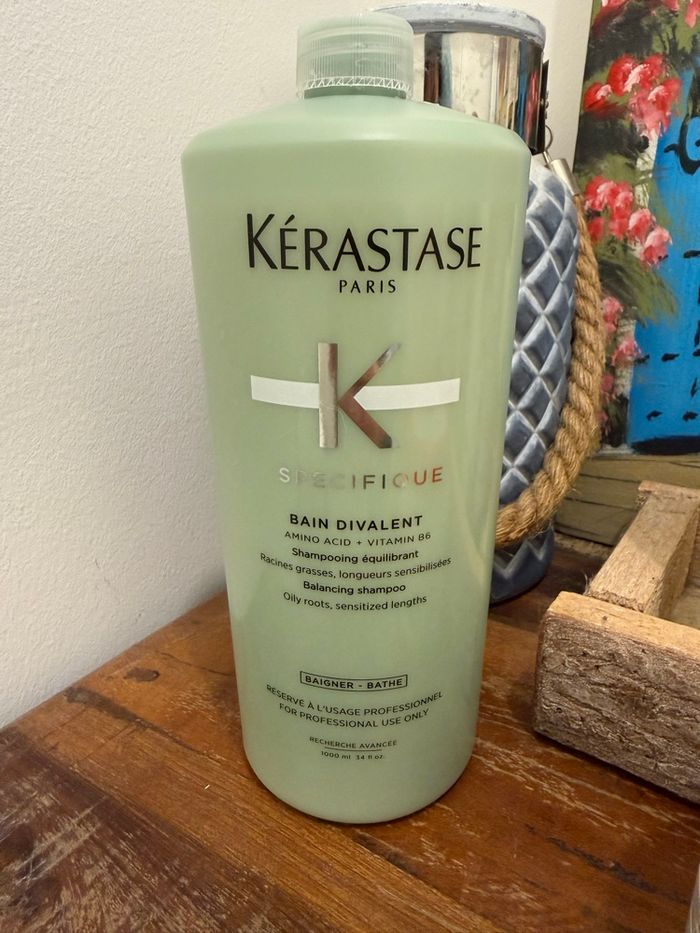 KÉRASTASE
PARIS
K
SPECIFIQUE
BAIN DIVALENT
AMINO ACID + VITAMIN B6
Shampooing équilibrant
Racines grasses, longueurs sensibilisées
Balancing shampoo
Oily roots, sensitized lengths
BAIGNER - BATHE
RÉSERVÉ À L'USAGE PROFESSIONNEL
FOR PROFESSIONAL USE ONLY
RECHERCHE AVANCÉE
1000 ml 34 fl oz.